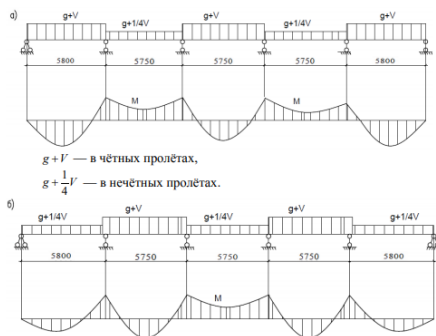 а)
g+V g+1/4V g+V g+1/4V g+V
5800 5750 5750 5750 5800
M M
g+V — в чётных пролётах,
g+1/4V — в нечётных пролётах.
б)
g+1/4V g+V g+1/4V g+V g+1/4V
5800 5750 5750 5750 5800
M